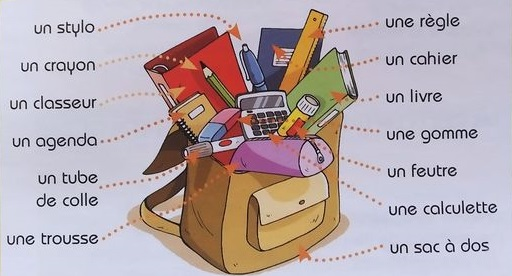 un stylo
un crayon
un classeur
un agenda
un tube
de colle
une trousse
une règle
un cahier
un livre
une gomme
un feutre
une calculette
un sac à dos